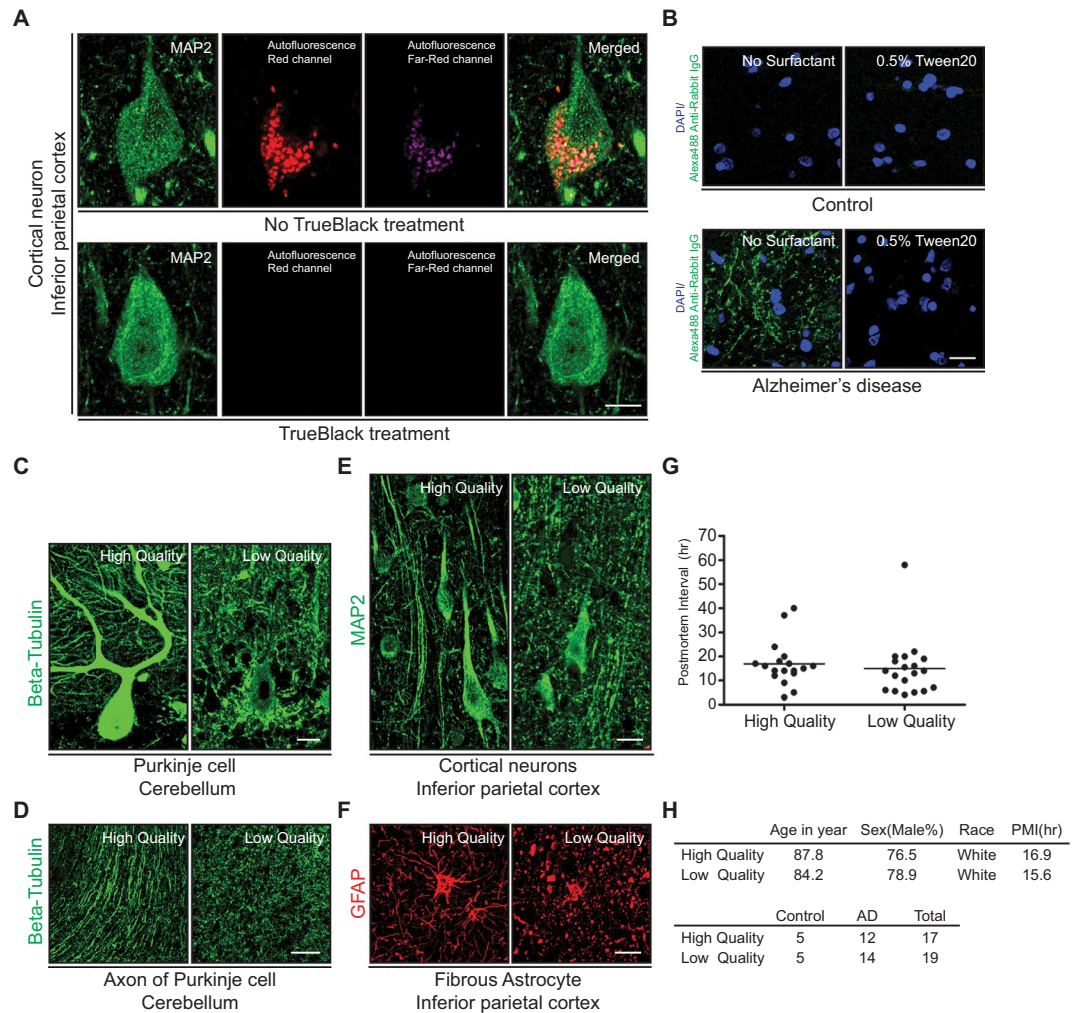 A
MAP2
Autofluorescence
Red channel
Autofluorescence
Far-Red channel
Merged
Cortical neuron
Inferior parietal cortex
No TrueBlack treatment
MAP2
Autofluorescence
Red channel
Autofluorescence
Far-Red channel
Merged
TrueBlack treatment
B
No Surfactant
0.5% Tween20
DAPI/
Alexa488 Anti-Rabbit IgG
Control
No Surfactant
0.5% Tween20
DAPI/
Alexa488 Anti-Rabbit IgG
Alzheimer's disease
C
High Quality
Low Quality
Beta-Tubulin
Purkinje cell
Cerebellum
D
High Quality
Low Quality
Beta-Tubulin
Axon of Purkinje cell
Cerebellum
E
High Quality
Low Quality
MAP2
Cortical neurons
Inferior parietal cortex
F
High Quality
Low Quality
GFAP
Fibrous Astrocyte
Inferior parietal cortex
G
Postmortem Interval (hr)
70
60
50
40
30
20
10
0
High Quality
Low Quality
H
Age in year Sex(Male%) Race PMI(hr)
High Quality 87.8 76.5 White 16.9
Low Quality 84.2 78.9 White 15.6
Control AD Total
High Quality 5 12 17
Low Quality 5 14 19